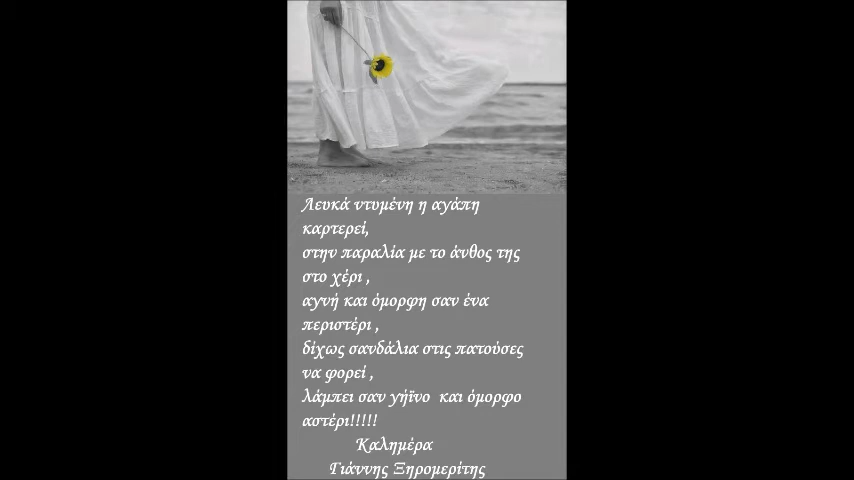 Λευκά ντυμένη η αγάπη
καρτερεί,
στην παραλία με το άνθος της
στο χέρι ,
αγνή και όμορφη σαν ένα
περιστέρι ,
δίχως σανδάλια στις πατούσες
να φορεί ,
λάμπει σαν γήϊνο  και όμορφο
αστέρι!!!!!
Καλημέρα
Γιάννης Ξηρομερίτης